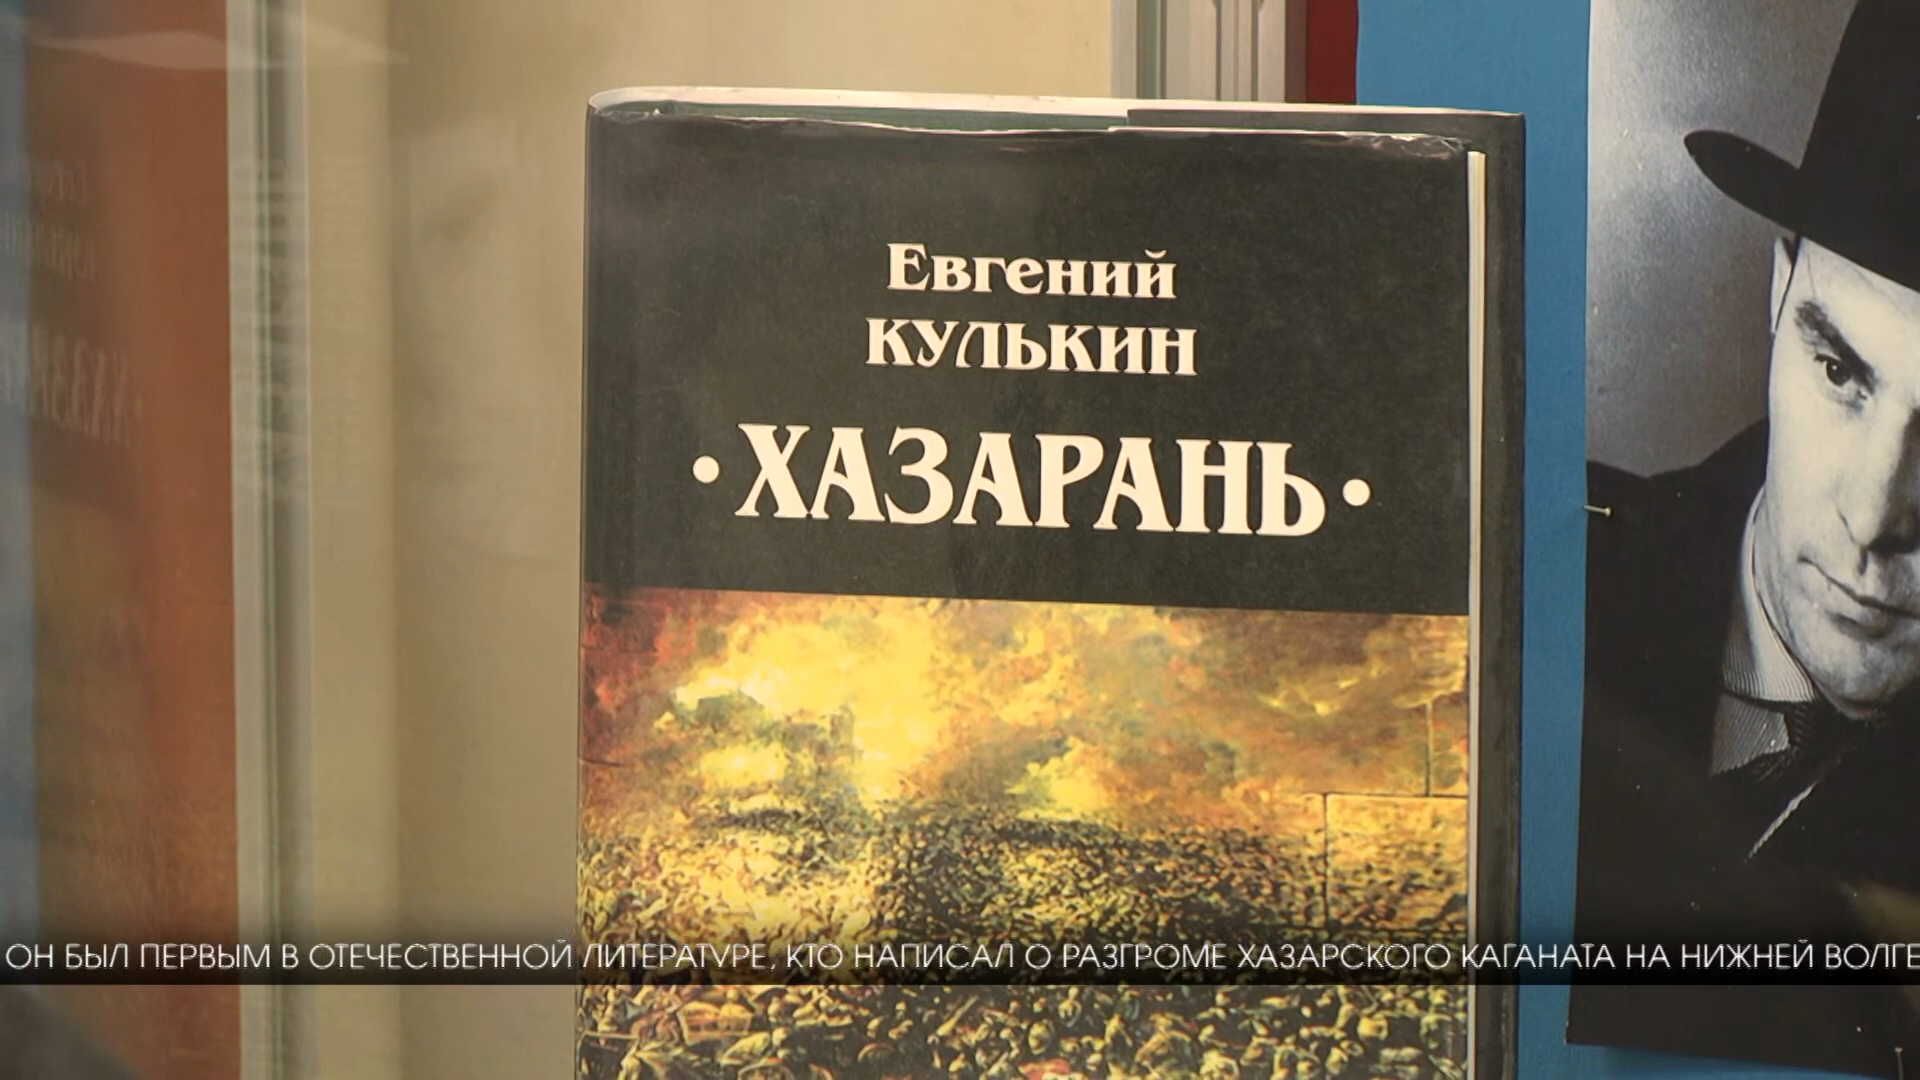 Евгений
КУЛЬКИН
•ХАЗАРАНЬ•
ОН БЫЛ ПЕРВЫМ В ОТЕЧЕСТВЕННОЙ ЛИТЕРАТУРЕ, КТО НАПИСАЛ О РАЗГРОМЕ ХАЗАРСКОГО КАГАНАТА НА НИЖНЕЙ ВОЛГЕ